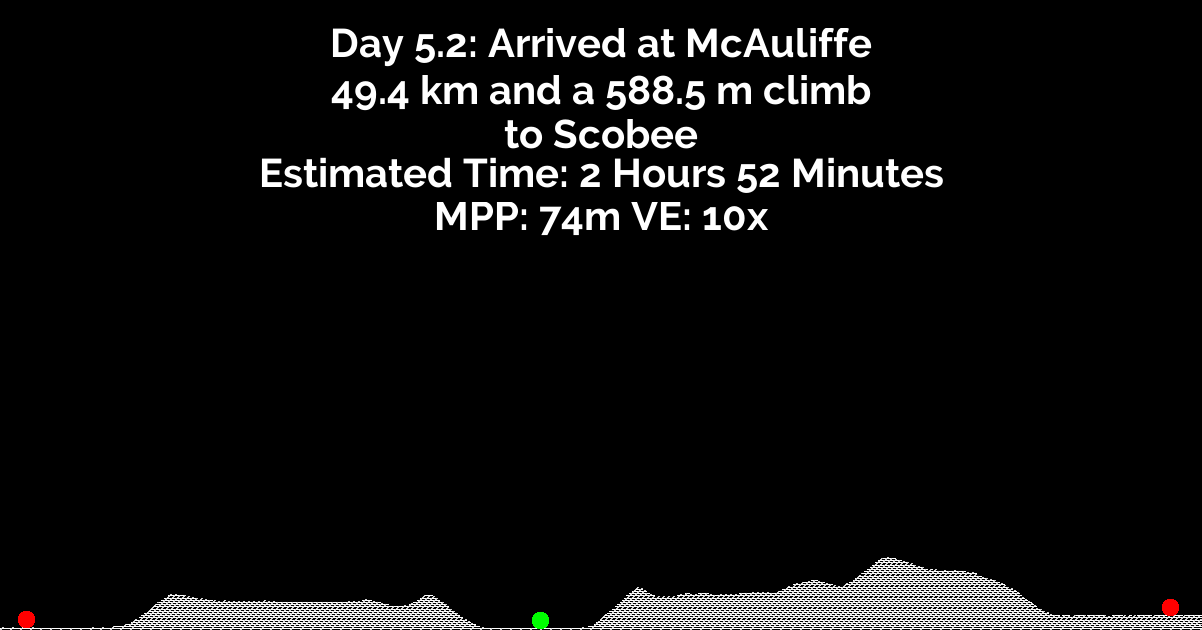 Day 5.2: Arrived at McAuliffe
49.4 km and a 588.5 m climb
to Scobee
Estimated Time: 2 Hours 52 Minutes
MPP: 74m VE: 10x